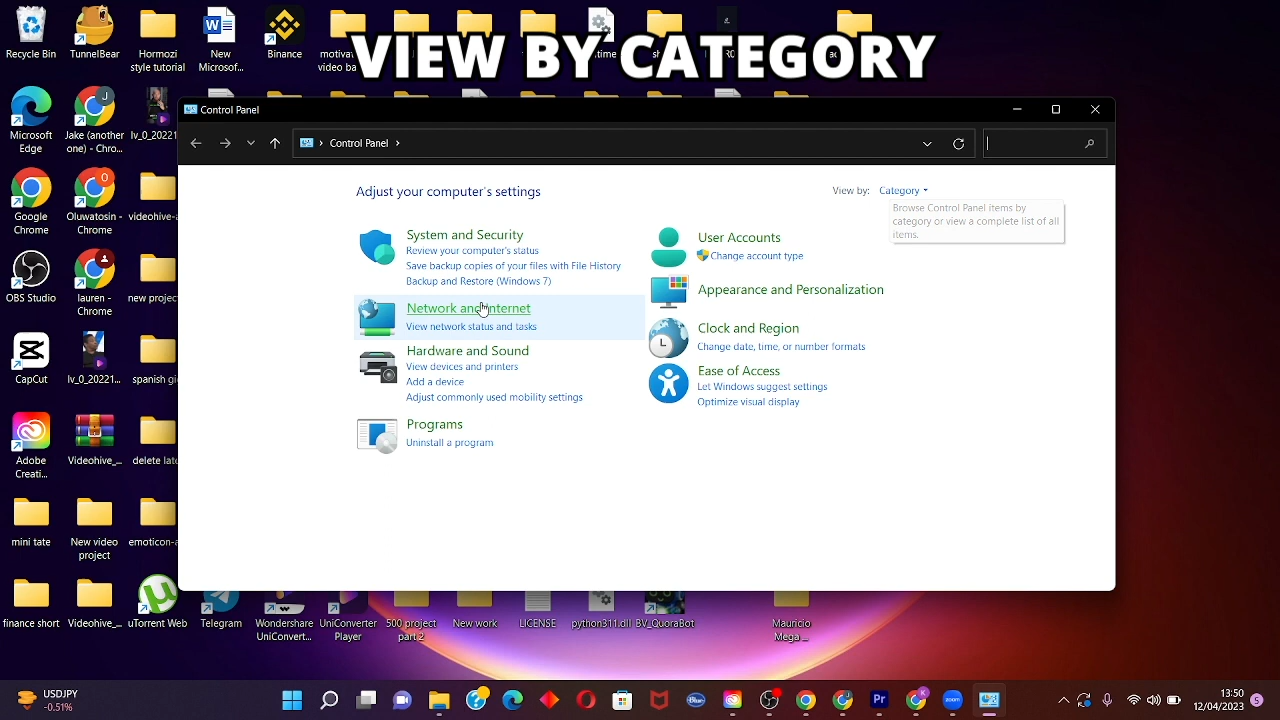 VIEW BY CATEGORY
Recycle Bin
TunnelBear
Hormozi
style tutorial
New
Microsof...
Binance
Microsoft
Edge
Jake (another
one) - Chro...
lv_0_20221
Google
Chrome
Oluwatosin -
Chrome
videohive-a
OBS Studio
lauren -
Chrome
new project
CapCut
lv_0_20221
spanish gi
Adobe
Creati...
Videohive_...
delete late
mini tate
New video
project
emoticon-a
finance short
Videohive_...
uTorrent Web
Telegram
Wondershare
UniConvert...
UniConverter
Player
500 project
part 2
New work
LICENSE
python311.dll
BV_QuoraBot
Mauricio
Mega ...
Control Panel
Control Panel
Adjust your computer's settings
View by: Category
Browse Control Panel items by
category or view a complete list of all
items.
System and Security
Review your computer's status
Save backup copies of your files with File History
Backup and Restore (Windows 7)
Network and Internet
View network status and tasks
Hardware and Sound
View devices and printers
Add a device
Adjust commonly used mobility settings
Programs
Uninstall a program
User Accounts
Change account type
Appearance and Personalization
Clock and Region
Change date, time, or number formats
Ease of Access
Let Windows suggest settings
Optimize visual display
USDJPY
-0.51%
Pr
zoom
13:50
12/04/2023